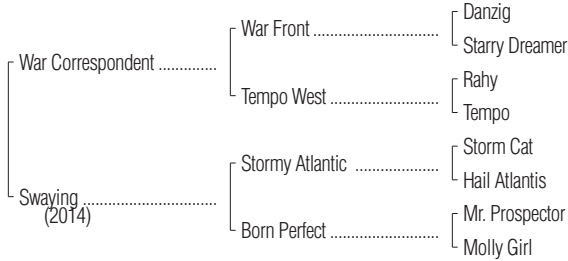 Danzig
War Front ....................................
Starry Dreamer
War Correspondent ..............
Rahy
Tempo West ...............................
Tempo
Storm Cat
Stormy Atlantic ........................
Hail Atlantis
Swaying ................................
(2014)
Mr. Prospector
Born Perfect ...............................
Molly Girl